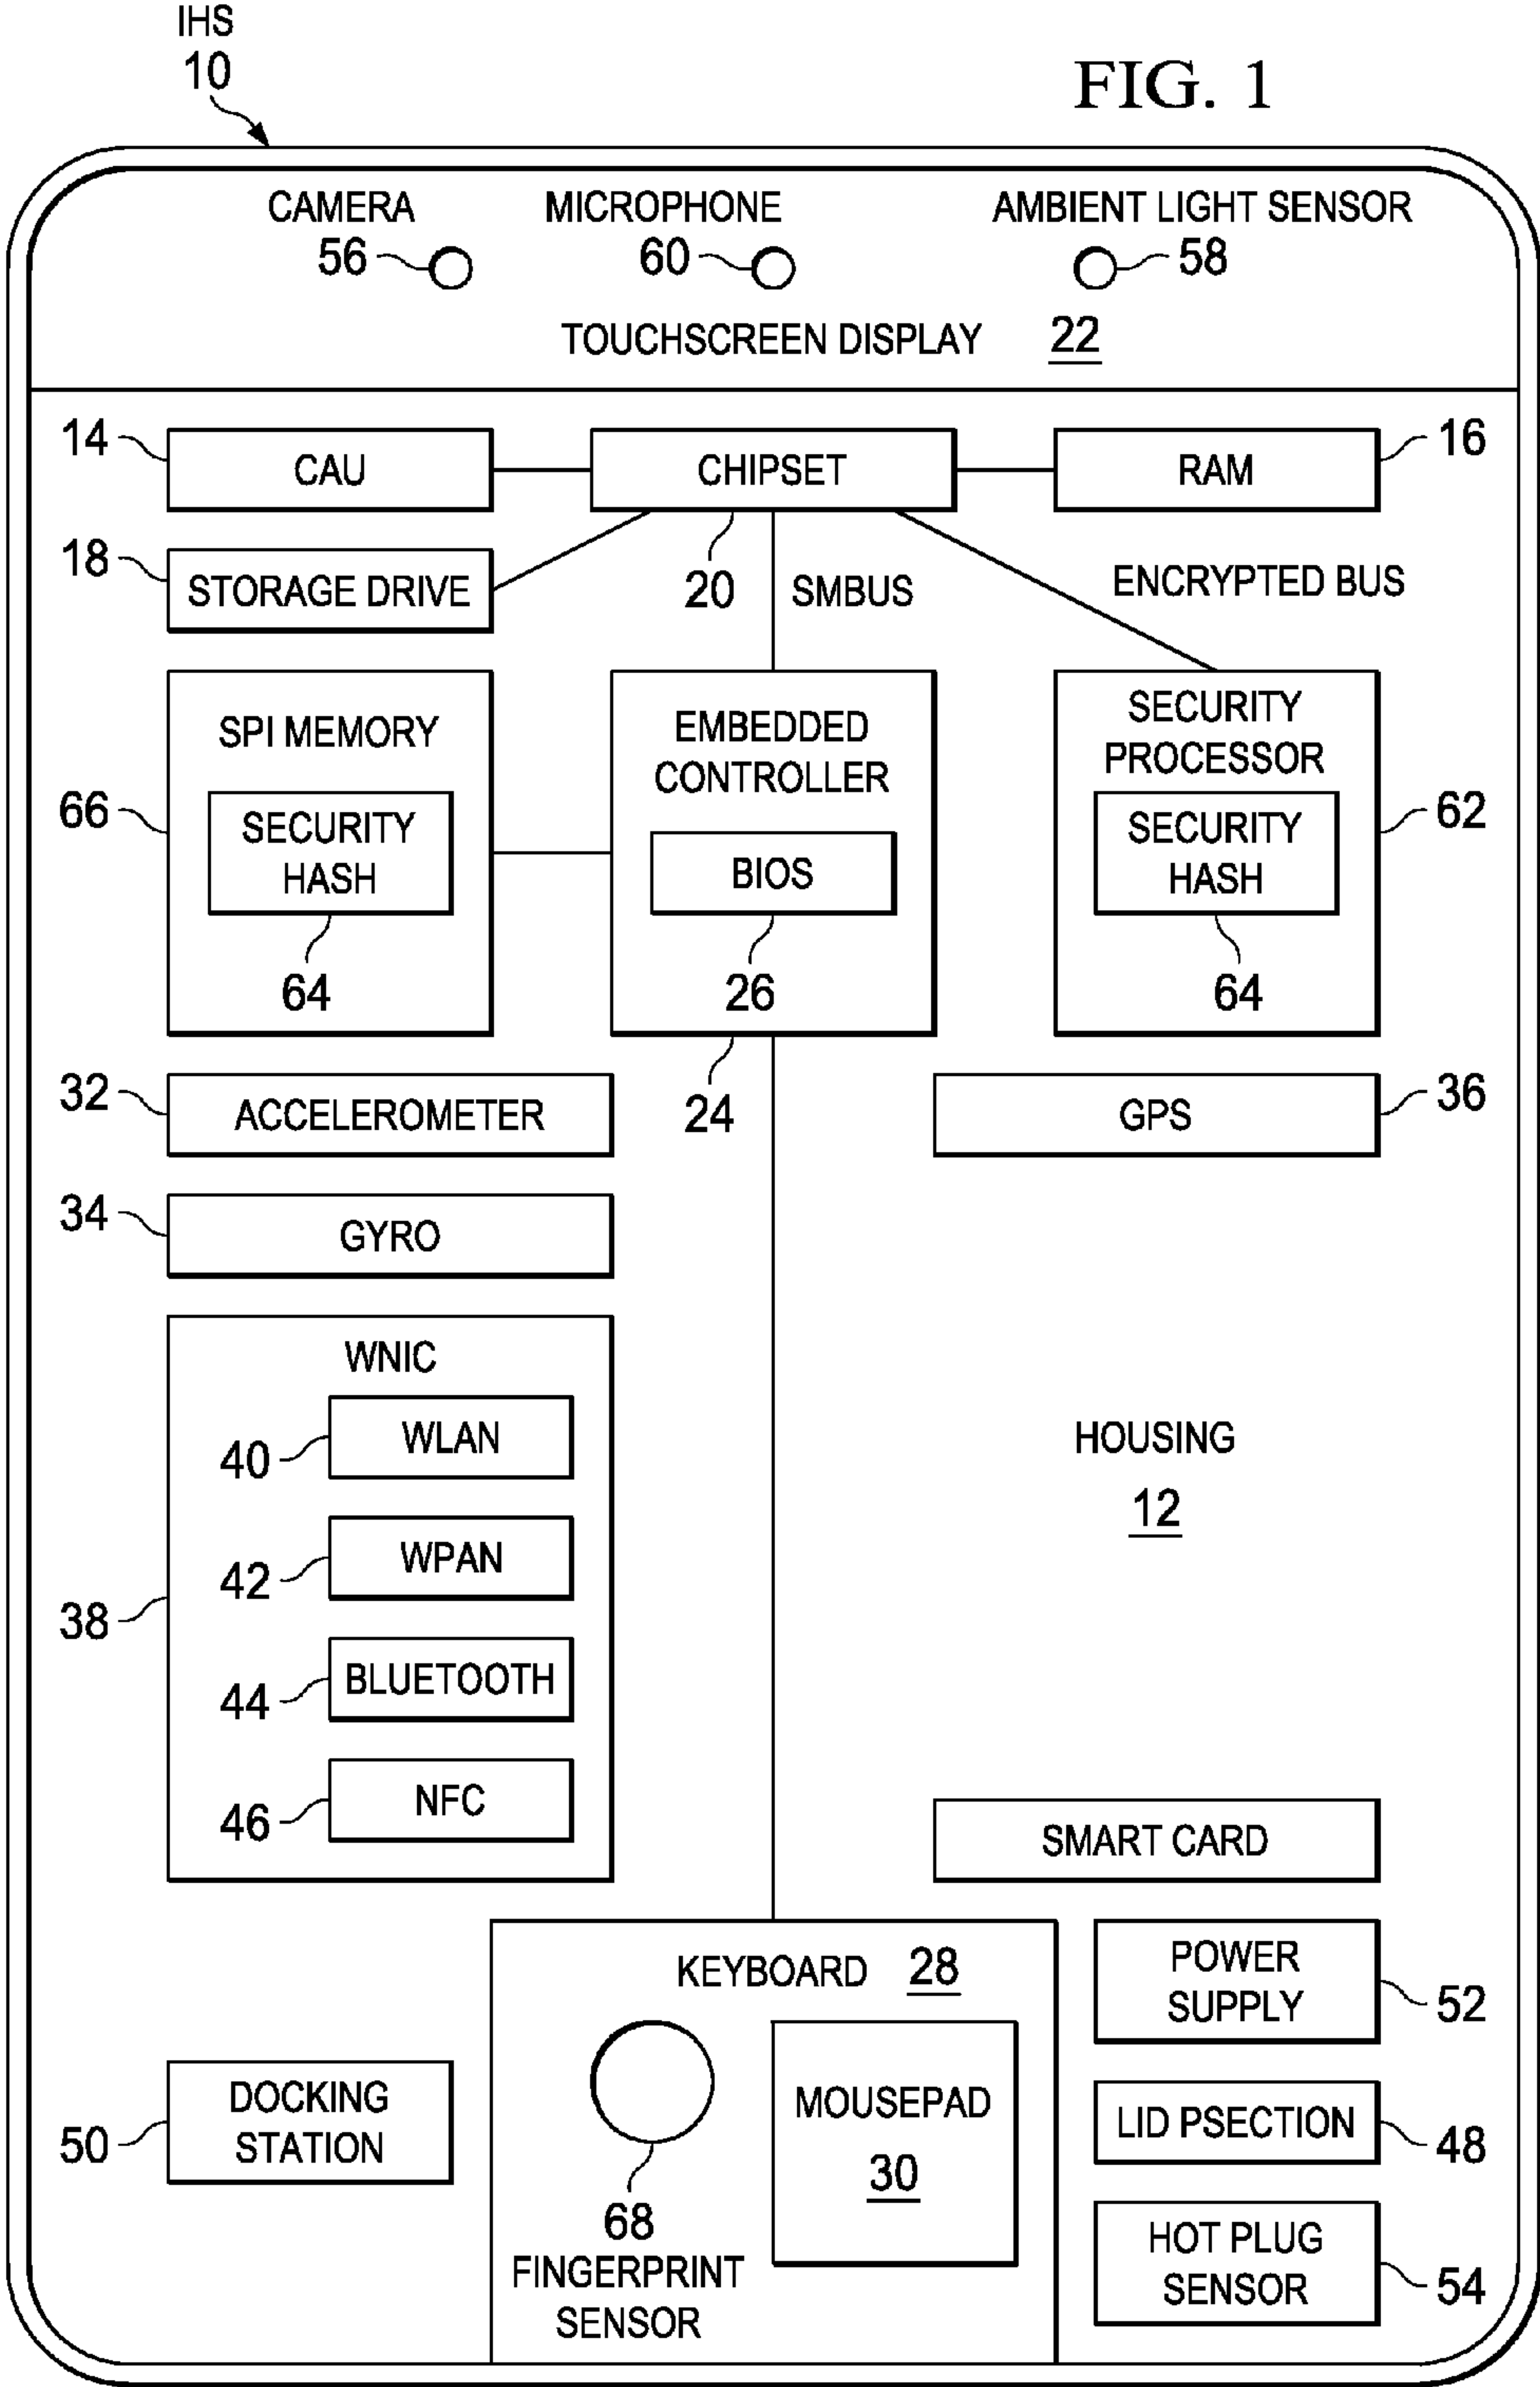 IHS
10
FIG. 1
CAMERA
56
MICROPHONE
60
AMBIENT LIGHT SENSOR
58
TOUCHSCREEN DISPLAY 22
14
CAU
CHIPSET
RAM
16
18
STORAGE DRIVE
20
SMBUS
ENCRYPTED BUS
66
SPI MEMORY
SECURITY
HASH
64
EMBEDDED
CONTROLLER
BIOS
26
24
SECURITY
PROCESSOR
SECURITY
HASH
64
62
32
ACCELEROMETER
GPS
36
34
GYRO
38
WNIC
40
WLAN
42
WPAN
44
BLUETOOTH
46
NFC
HOUSING
12
SMART CARD
KEYBOARD 28
68
FINGERPRINT
SENSOR
MOUSEPAD
30
POWER
SUPPLY
52
50
DOCKING
STATION
LID PSECTION
48
HOT PLUG
SENSOR
54